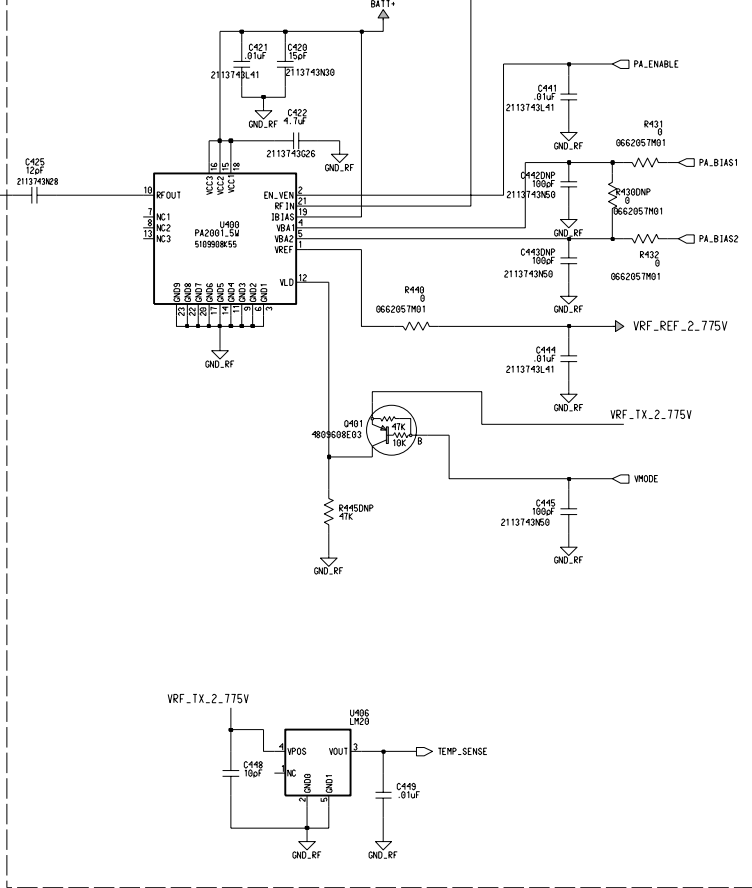 BATT+
C421
.01uF
2113743L41
C420
15pF
2113743N30
GND_RF
C422
4.7uF
2113743G26
GND_RF
PA_ENABLE
C441
.01uF
2113743L41
GND_RF
R431
0
0662057M01
PA_BIAS1
C425
12pF
2113743N28
16
15
18
VCC3
VCC2
VCC1
10
RFOUT
7
NC1
8
NC2
13
NC3
U400
PA2001_5W
5109908K55
EN_VEN
2
RFIN
21
IBIAS
19
VBA1
4
VBA2
5
VREF
1
VLD
12
GND9
GND8
GND7
GND6
GND5
GND4
GND3
GND2
GND1
23
22
20
17
14
11
9
6
3
GND_RF
C442DNP
100pF
2113743N50
GND_RF
R430DNP
0
0662057M01
PA_BIAS2
C443DNP
100pF
2113743N50
GND_RF
R432
0
0662057M01
R440
0
0662057M01
VRF_REF_2_775V
C444
.01uF
2113743L41
GND_RF
VRF_TX_2_775V
Q401
4809608E03
47K
10K
B
VMODE
C445
100pF
2113743N50
GND_RF
R445DNP
47K
GND_RF
VRF_TX_2_775V
U406
LM20
4
VPOS
VOUT
3
TEMP_SENSE
1
NC
C448
10pF
GND0
GND1
2
5
C449
.01uF
GND_RF
GND_RF